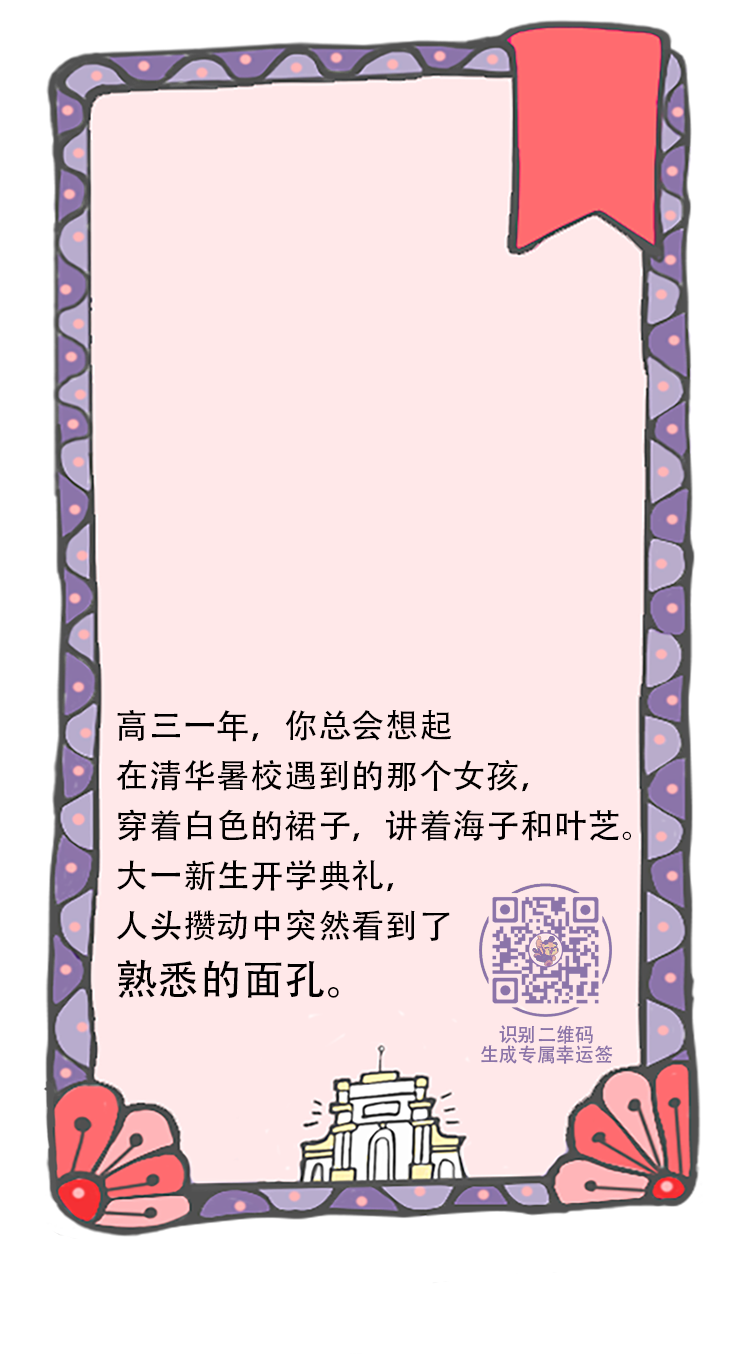 高三一年，你总会想起
在清华暑校遇到的那个女孩，
穿着白色的裙子，讲着海子和叶芝。
大一新生开学典礼，
人头攒动中突然看到了
熟悉的面孔。
识别二维码
生成专属幸运签